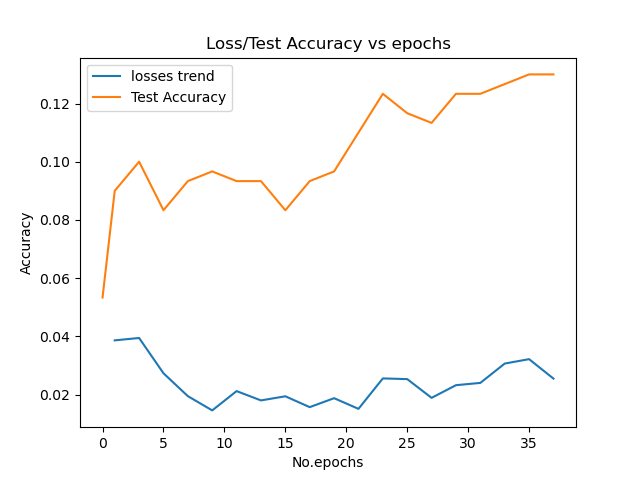 Loss/Test Accuracy vs epochs
losses trend
Test Accuracy
Accuracy
0.12
0.10
0.08
0.06
0.04
0.02
0 5 10 15 20 25 30 35
No.epochs